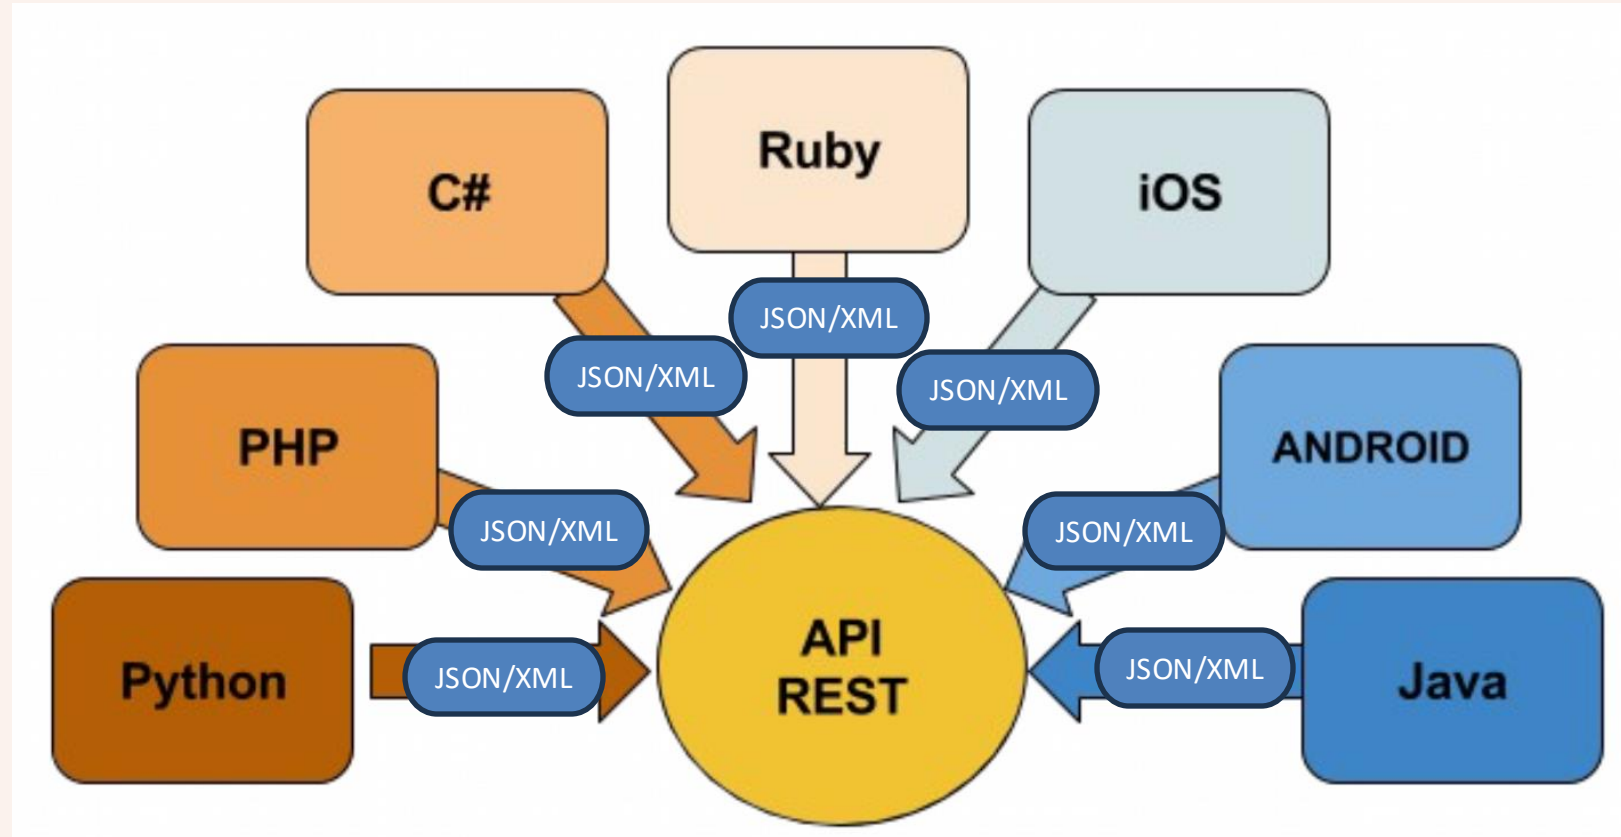 Ruby
C#
iOS
JSON/XML
JSON/XML
JSON/XML
PHP
ANDROID
JSON/XML
JSON/XML
API
REST
Python
JSON/XML
JSON/XML
Java